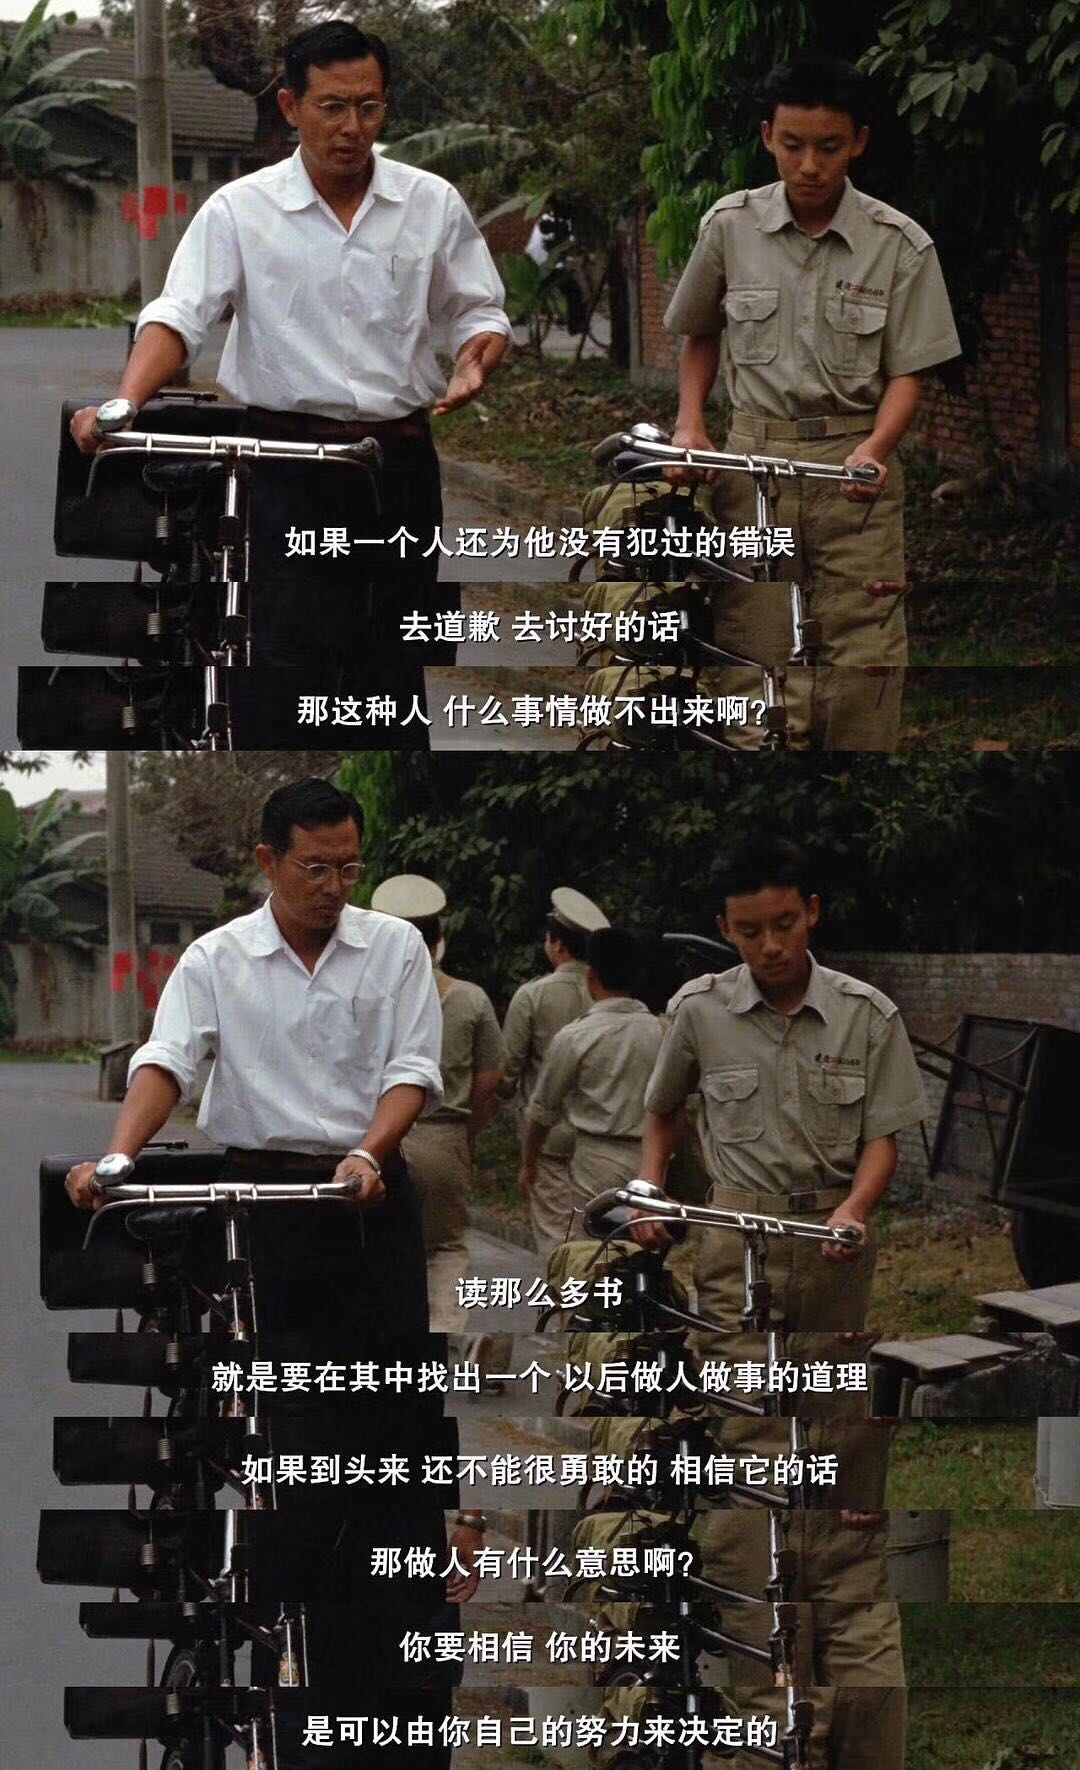 如果一个人还为他没有犯过的错误
去道歉 去讨好的话
那这种人 什么事情做不出来啊?
读那么多书
就是要在其中找出一个 以后做人做事的道理
如果到头来 还不能很勇敢的 相信它的话
那做人有什么意思啊?
你要相信 你的未来
是可以由你自己的努力来决定的